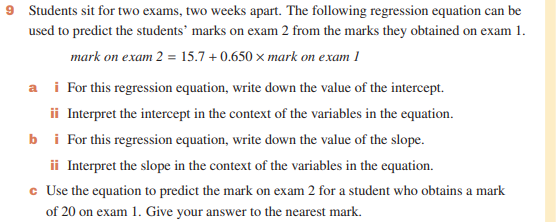 9 Students sit for two exams, two weeks apart. The following regression equation can be
used to predict the students’ marks on exam 2 from the marks they obtained on exam 1.
mark on exam 2 = 15.7 + 0.650 × mark on exam 1
a i For this regression equation, write down the value of the intercept.
ii Interpret the intercept in the context of the variables in the equation.
b i For this regression equation, write down the value of the slope.
ii Interpret the slope in the context of the variables in the equation.
c Use the equation to predict the mark on exam 2 for a student who obtains a mark
of 20 on exam 1. Give your answer to the nearest mark.